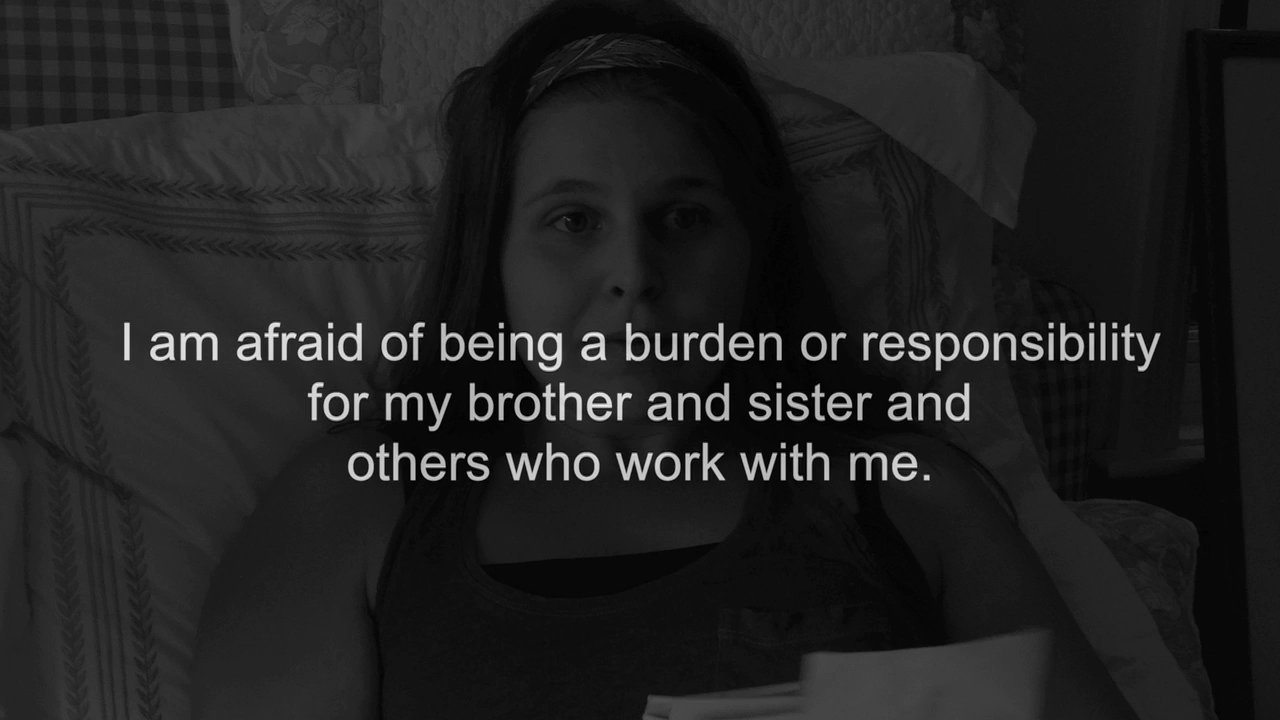 I am afraid of being a burden or responsibility
for my brother and sister and
others who work with me.